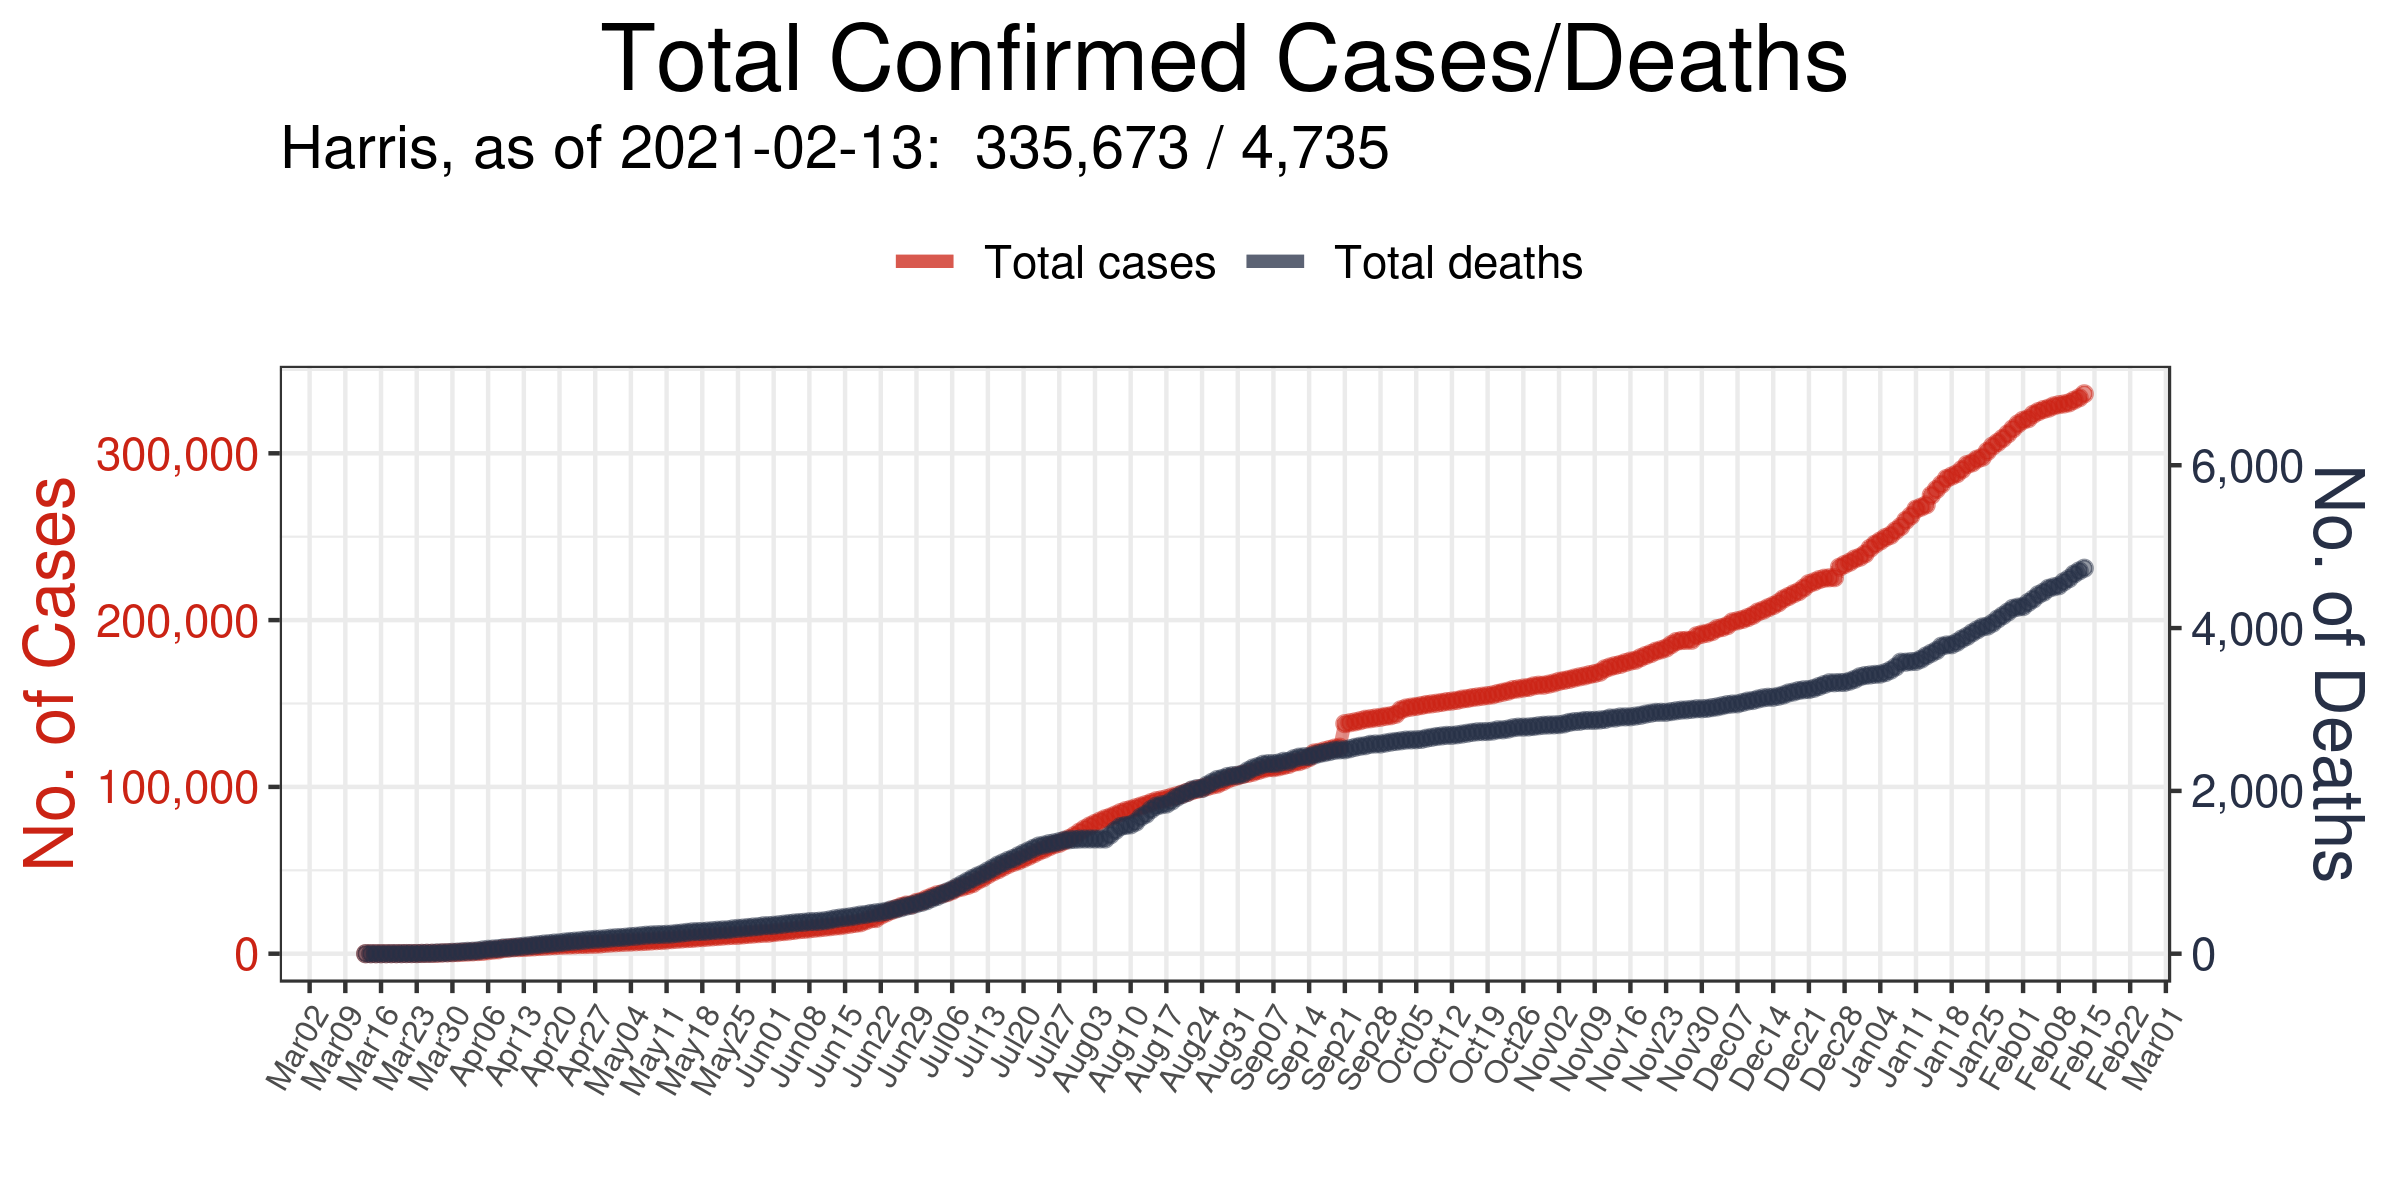 Total Confirmed Cases/Deaths
Harris, as of 2021-02-13:  335,673 / 4,735
Total cases
Total deaths
No. of Cases
300,000
200,000
100,000
0
6,000
4,000
2,000
0
No. of Deaths
Mar02
Mar09
Mar16
Mar23
Mar30
Apr06
Apr13
Apr20
Apr27
May04
May11
May18
May25
Jun01
Jun08
Jun15
Jun22
Jun29
Jul06
Jul13
Jul20
Jul27
Aug03
Aug10
Aug17
Aug24
Aug31
Sep07
Sep14
Sep21
Sep28
Oct05
Oct12
Oct19
Oct26
Nov02
Nov09
Nov16
Nov23
Nov30
Dec07
Dec14
Dec21
Dec28
Jan04
Jan11
Jan18
Jan25
Feb01
Feb08
Feb15
Feb22
Mar01